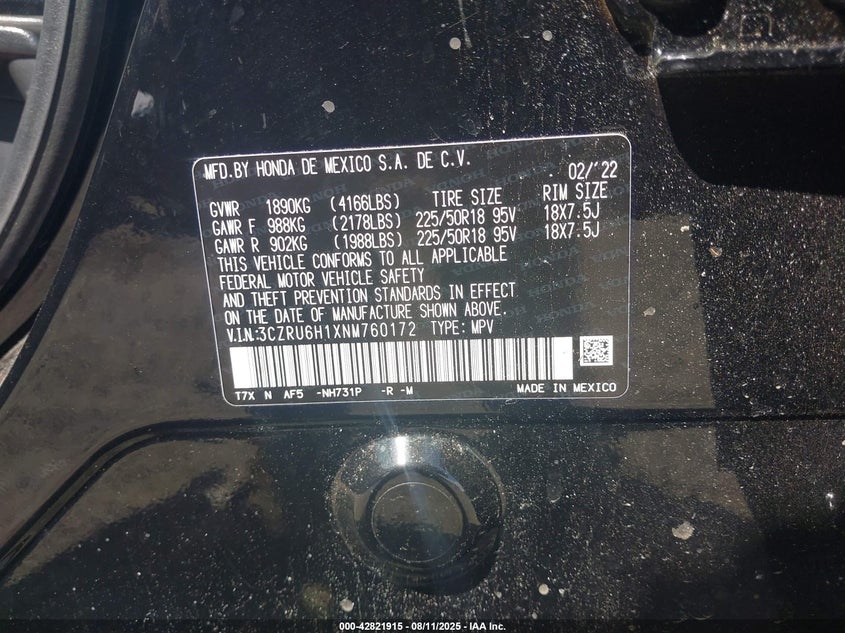 MFD.BY HONDA DE MEXICO S.A. DE C.V. 02/'22
GVWR 1890KG (4166LBS) TIRE SIZE RIM SIZE
GAWR F 988KG (2178LBS) 225/50R18 95V 18X7.5J
GAWR R 902KG (1988LBS) 225/50R18 95V 18X7.5J
THIS VEHICLE CONFORMS TO ALL APPLICABLE
FEDERAL MOTOR VEHICLE SAFETY
AND THEFT PREVENTION STANDARDS IN EFFECT
ON THE DATE OF MANUFACTURE SHOWN ABOVE.
V.I.N:3CZRU6H1XNM760172 TYPE: MPV
T7X N AF5 -NH731P -R -M MADE IN MEXICO
000-42821915 - 08/11/2025 - IAA Inc.